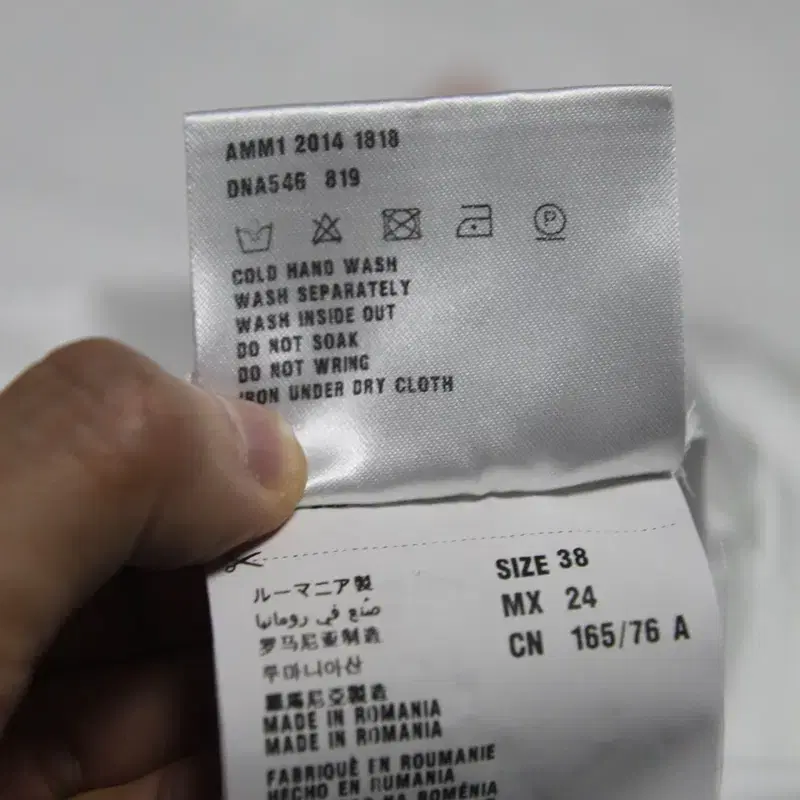 AMM1 2014 1818
DNA546 819
P
COLD HAND WASH
WASH SEPARATELY
WASH INSIDE OUT
DO NOT SOAK
DO NOT WRING
IRON UNDER DRY CLOTH
SIZE 38
MX 24
CN 165/76 A
ルーマニア製
صُنع في رومانيا
罗马尼亚制造
루마니아산
羅馬尼亞製造
MADE IN ROMANIA
MADE IN ROMANIA
FABRIQUÉ EN ROUMANIE
HECHO EN RUMANIA
NA ROMÉNIA